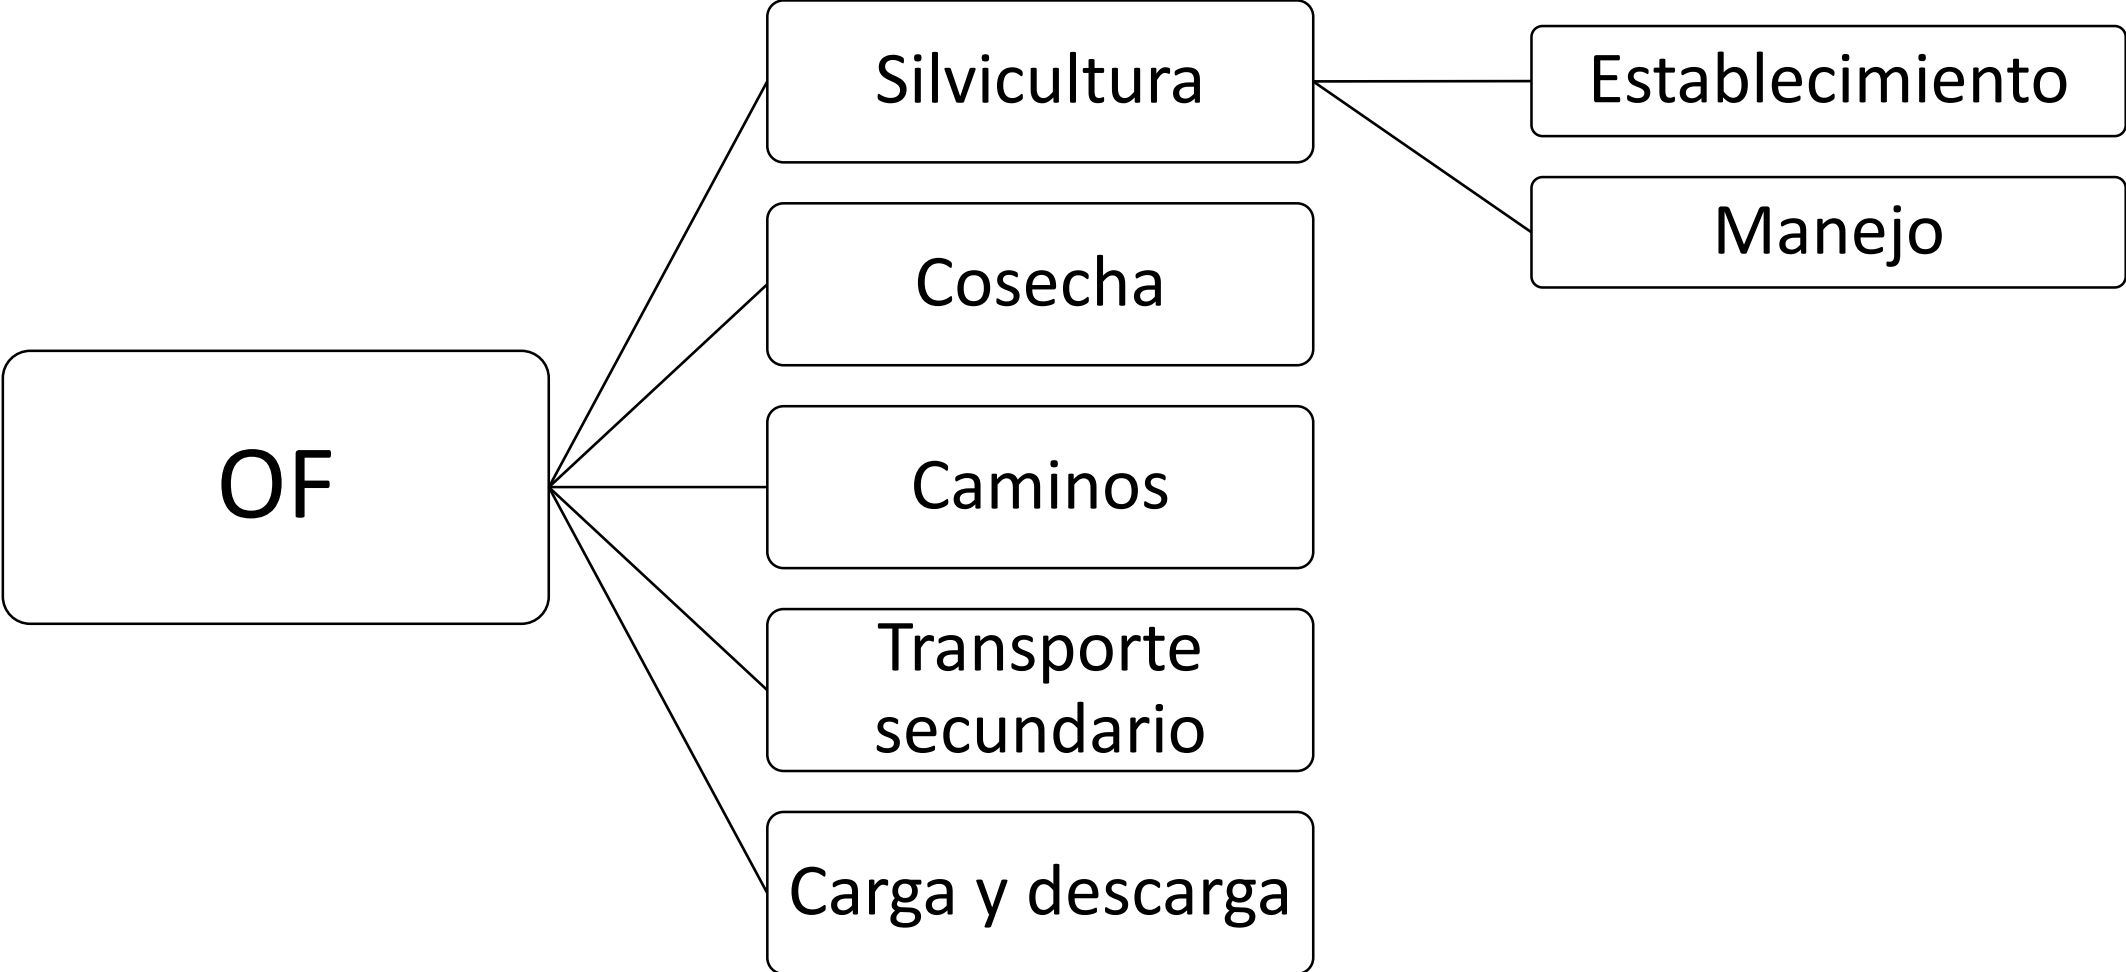 OF
Silvicultura
Establecimiento
Manejo
Cosecha
Caminos
Transporte
secundario
Carga y descarga